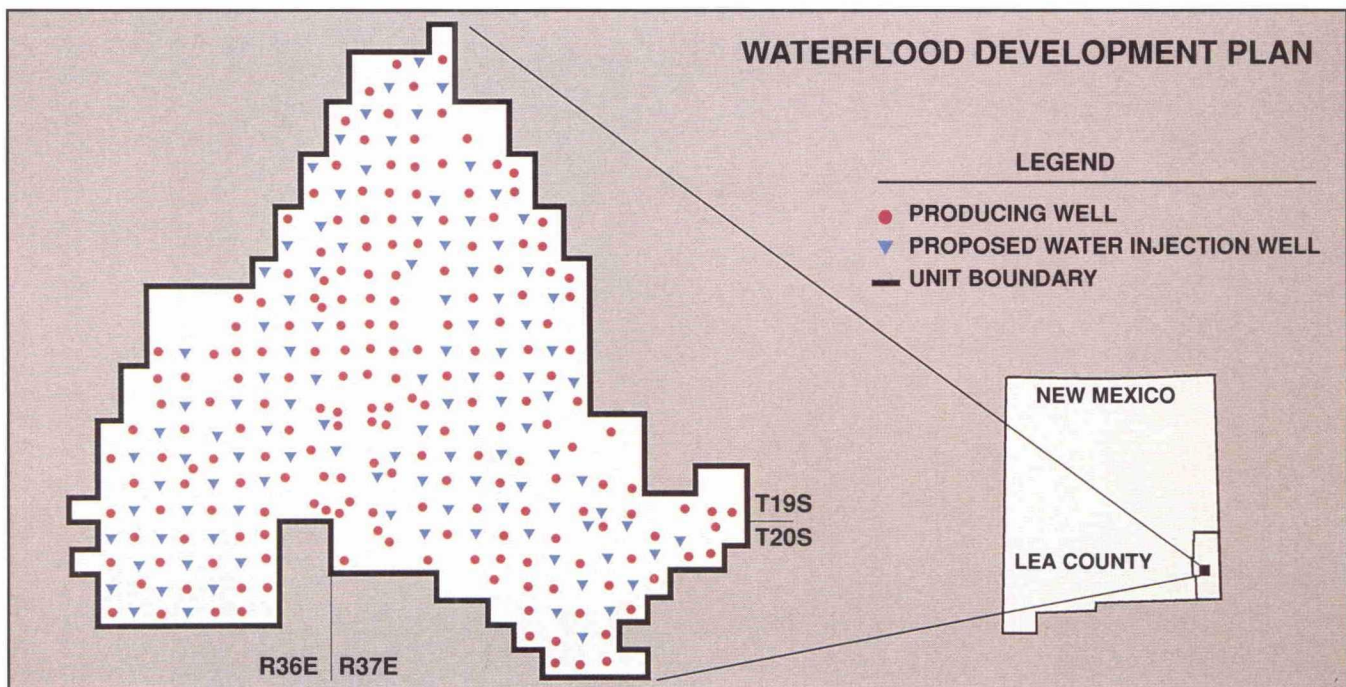 WATERFLOOD DEVELOPMENT PLAN
LEGEND
PRODUCING WELL
PROPOSED WATER INJECTION WELL
UNIT BOUNDARY
NEW MEXICO
LEA COUNTY
T19S
T20S
R36E
R37E